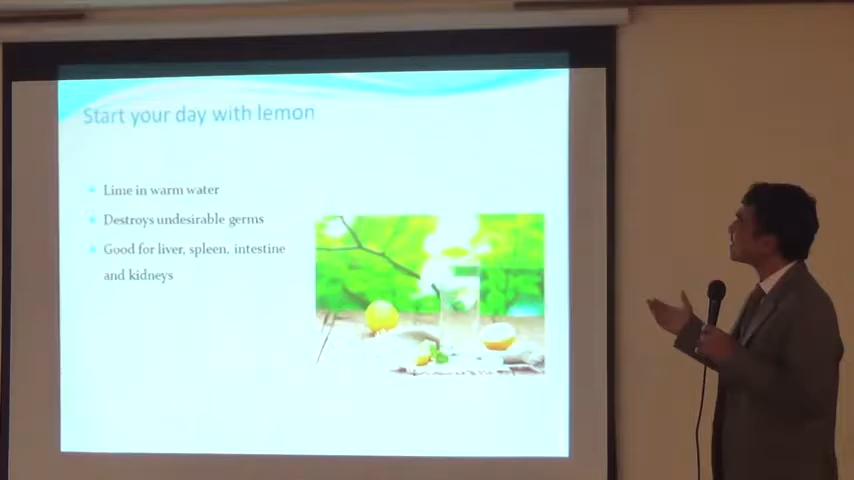 Start your day with lemon
Lime in warm water
Destroys undesirable germs
Good for liver, spleen, intestine
and kidneys